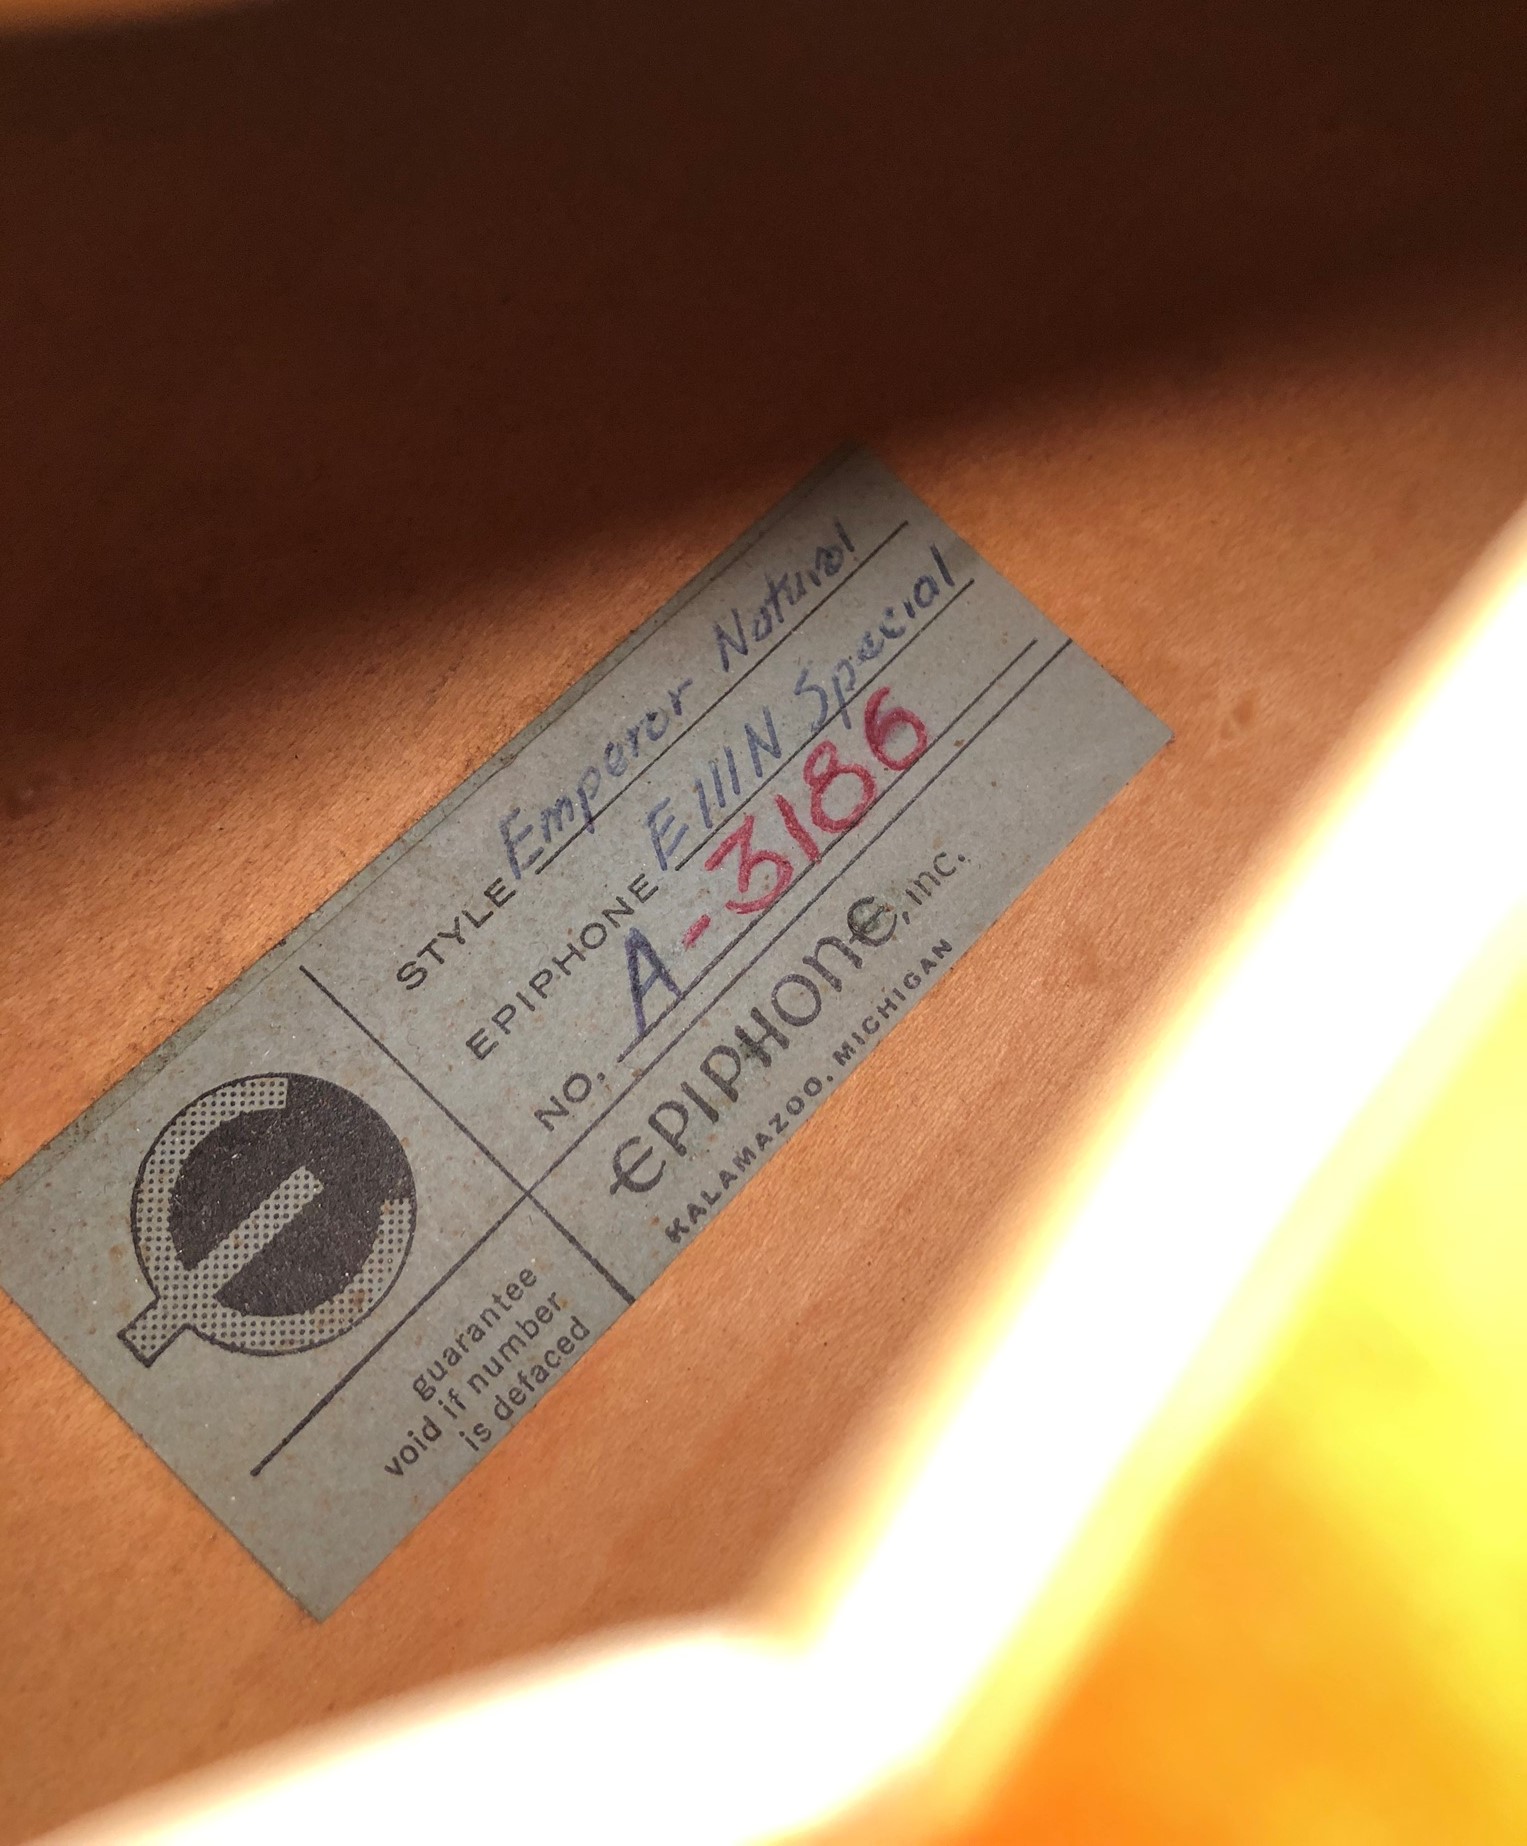 STYLE Emperor Natural
EPIPHONE E111N Special
NO. A-3186
EPIPHONE, INC.
KALAMAZOO, MICHIGAN
guarantee
void if number
is defaced